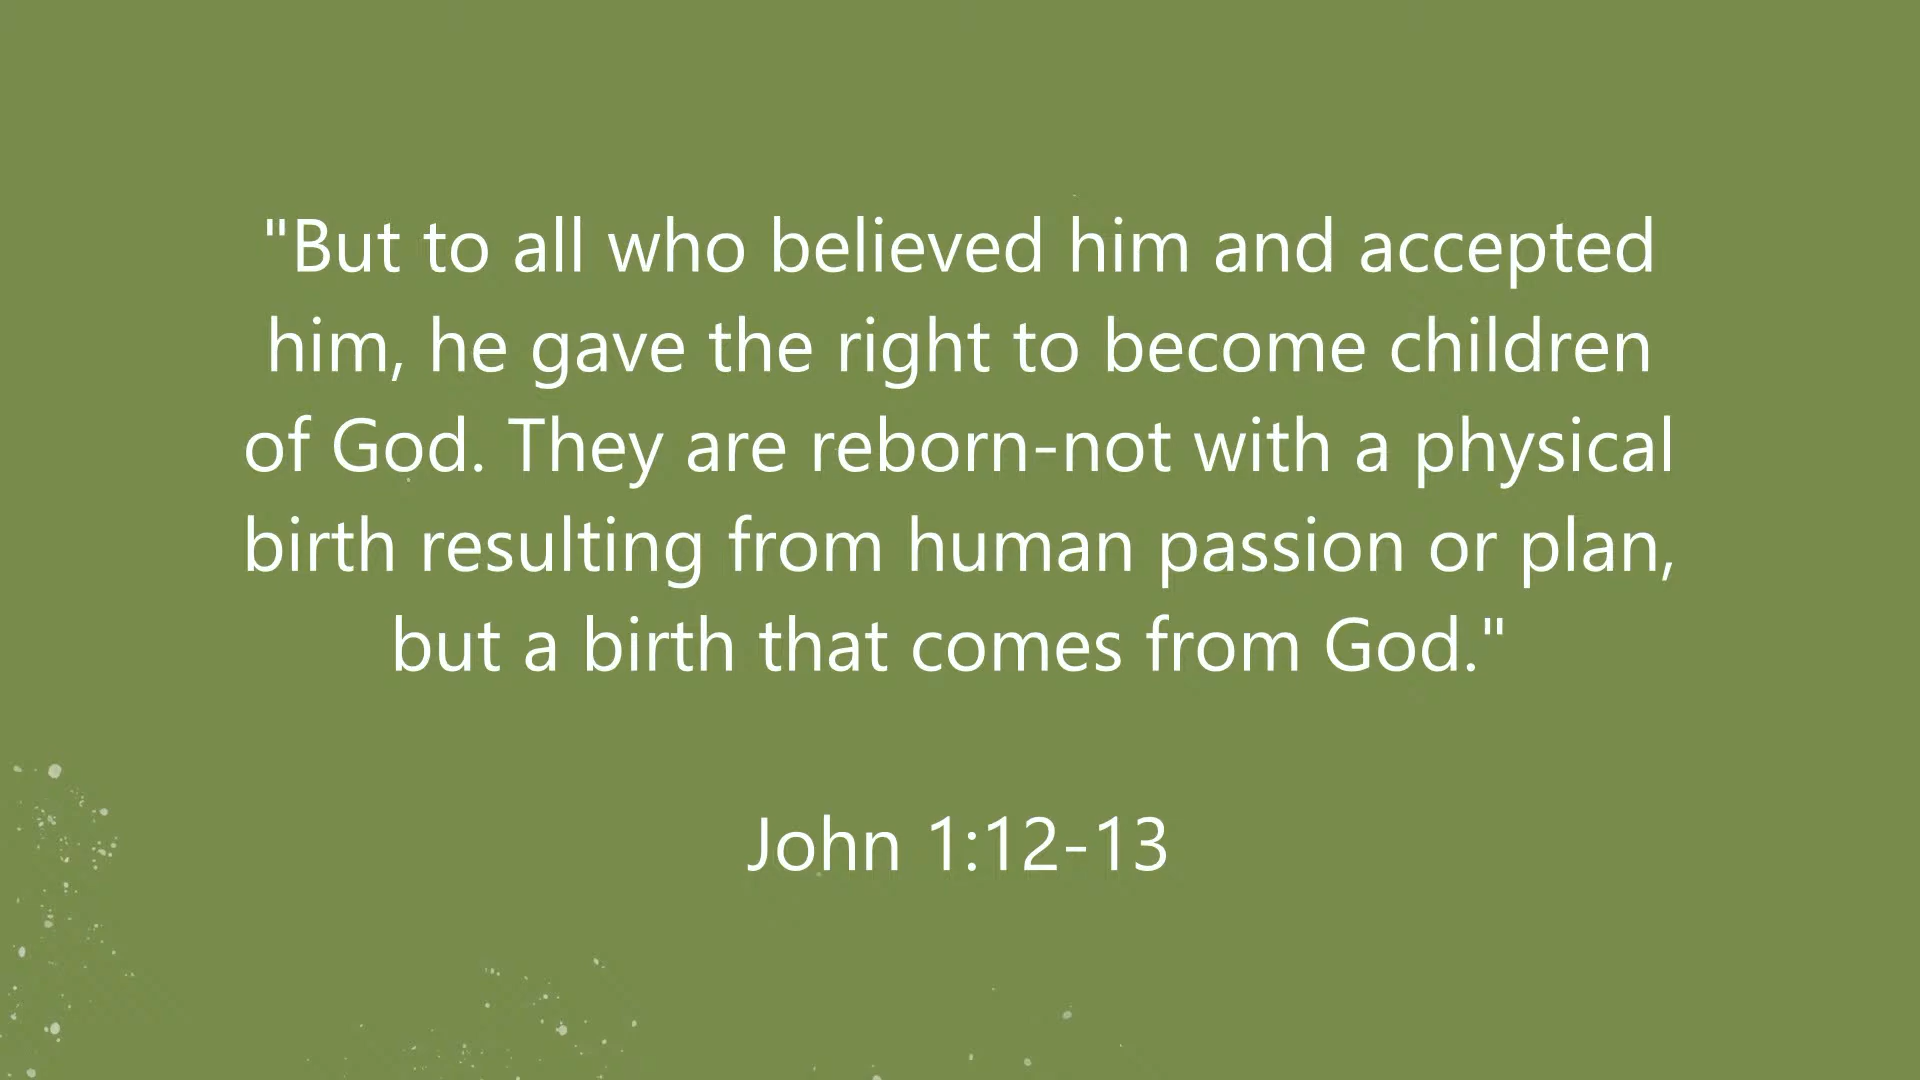 "But to all who believed him and accepted
him, he gave the right to become children
of God. They are reborn-not with a physical
birth resulting from human passion or plan,
but a birth that comes from God."
John 1:12-13